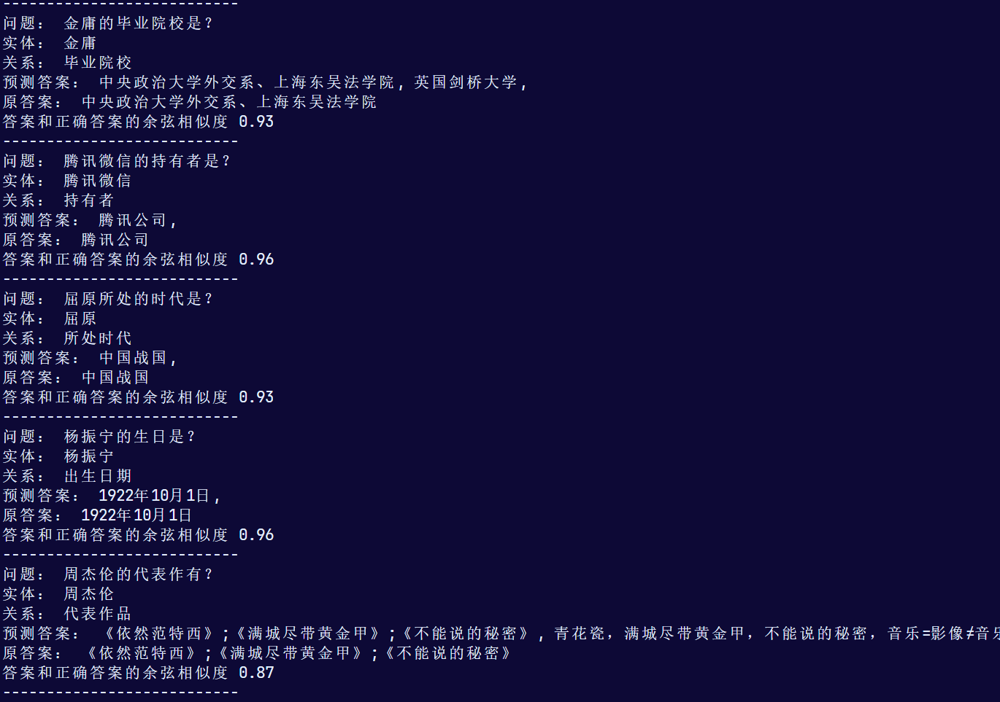 ---------------------------
问题： 金庸的毕业院校是？
实体： 金庸
关系： 毕业院校
预测答案： 中央政治大学外交系、上海东吴法学院, 英国剑桥大学,
原答案： 中央政治大学外交系、上海东吴法学院
答案和正确答案的余弦相似度 0.93
---------------------------
问题： 腾讯微信的持有者是？
实体： 腾讯微信
关系： 持有者
预测答案： 腾讯公司,
原答案： 腾讯公司
答案和正确答案的余弦相似度 0.96
---------------------------
问题： 屈原所处的时代是？
实体： 屈原
关系： 所处时代
预测答案： 中国战国,
原答案： 中国战国
答案和正确答案的余弦相似度 0.93
---------------------------
问题： 杨振宁的生日是？
实体： 杨振宁
关系： 出生日期
预测答案： 1922年10月1日,
原答案： 1922年10月1日
答案和正确答案的余弦相似度 0.96
---------------------------
问题： 周杰伦的代表作有？
实体： 周杰伦
关系： 代表作品
预测答案： 《依然范特西》;《满城尽带黄金甲》;《不能说的秘密》, 青花瓷，满城尽带黄金甲，不能说的秘密，音乐=影像≠音乐
原答案： 《依然范特西》;《满城尽带黄金甲》;《不能说的秘密》
答案和正确答案的余弦相似度 0.87
---------------------------